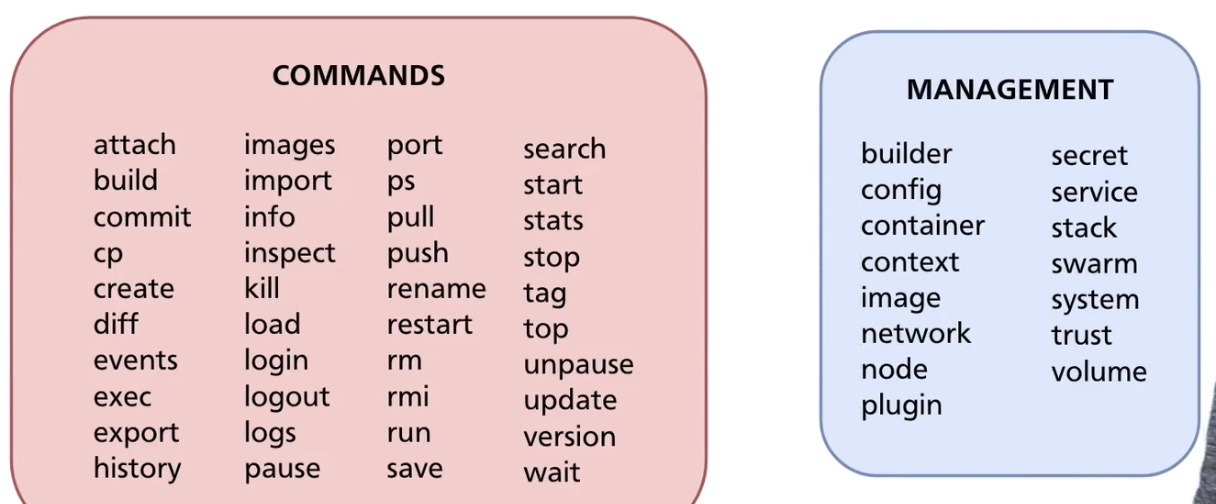 COMMANDS
attach
build
commit
cp
create
diff
events
exec
export
history
images
import
info
inspect
kill
load
login
logout
logs
pause
port
ps
pull
push
rename
restart
rm
rmi
run
save
search
start
stats
stop
tag
top
unpause
update
version
wait
MANAGEMENT
builder
config
container
context
image
network
node
plugin
secret
service
stack
swarm
system
trust
volume